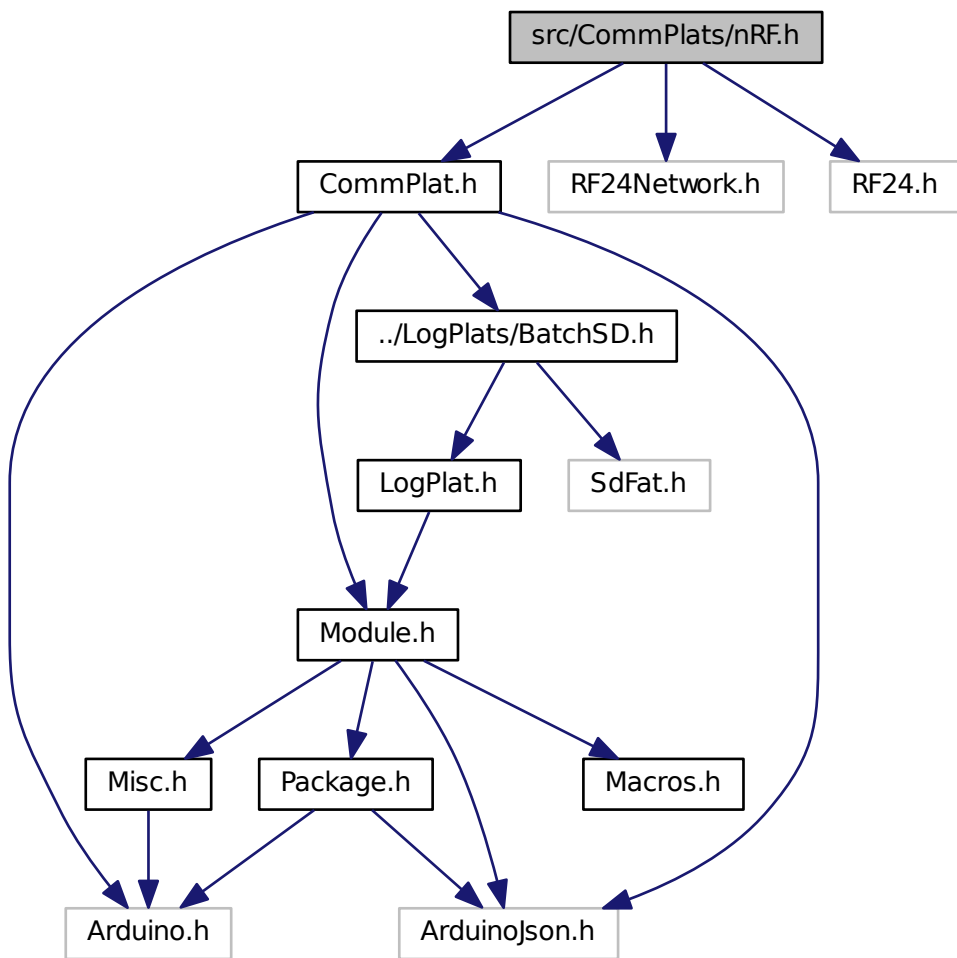 src/CommPlats/nRF.h
CommPlat.h
RF24Network.h
RF24.h
../LogPlats/BatchSD.h
LogPlat.h
SdFat.h
Module.h
Misc.h
Package.h
Macros.h
Arduino.h
ArduinoJson.h